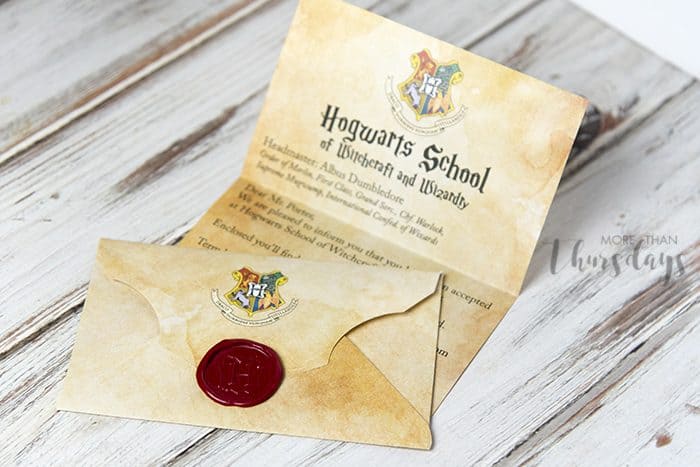 Hogwarts School
of Witchcraft and Wizardry
Headmaster: Albus Dumbledore
Order of Merlin, First Class, Grand Sorc., Chf. Warlock,
Supreme Mugwump, International Confed. of Wizards
Dear Mr. Potter,
We are pleased to inform you that you accepted
at Hogwarts School of Witchcraft
Enclosed you'll find
Term
MORE THAN
Thursdays
H